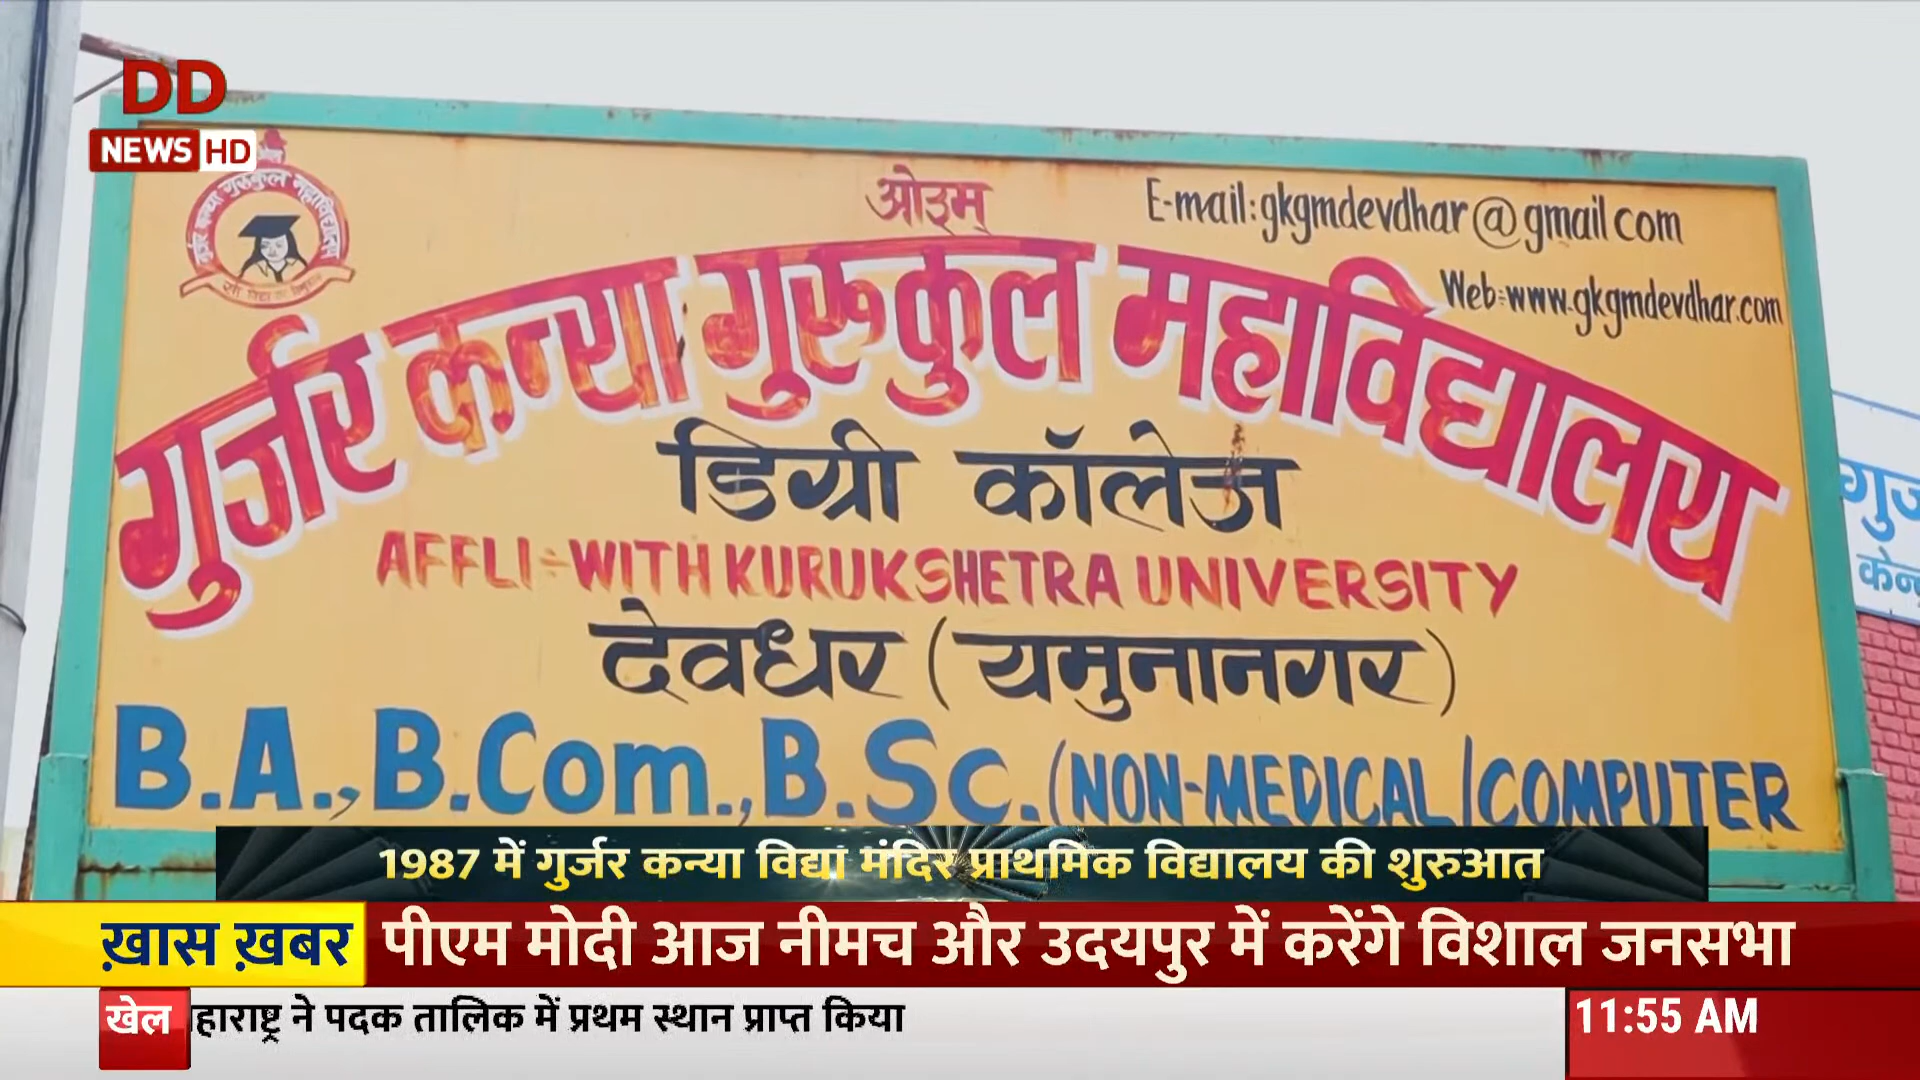 DD
NEWS HD
ओ३म्
E-mail:gkgmdevdhar@gmail com
Web:-www.gkgmdevdhar.com
गुर्जर कन्या गुरुकुल महाविद्यालय
डिग्री कॉलेज
AFFLI-WITH KURUKSHETRA UNIVERSITY
देवधर (यमुनानगर)
B.A., B.Com., B.Sc. (NON-MEDICAL/COMPUTER
1987 में गुर्जर कन्या विद्या मंदिर प्राथमिक विद्यालय की शुरुआत
ख़ास ख़बर पीएम मोदी आज नीमच और उदयपुर में करेंगे विशाल जनसभा
खेल हाराष्ट्र ने पदक तालिक में प्रथम स्थान प्राप्त किया
11:55 AM